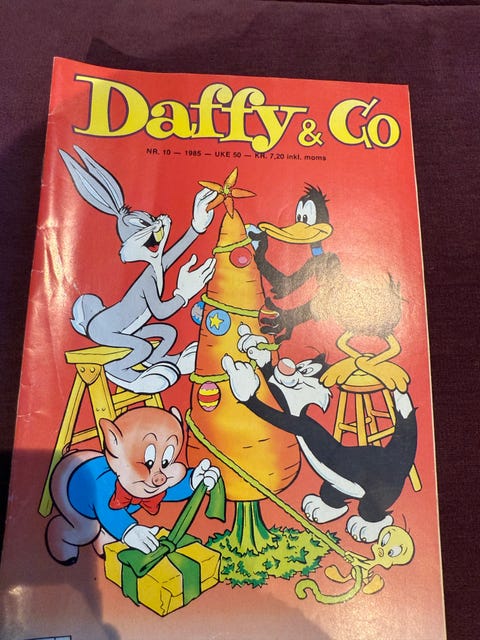 Daffy & Co
NR. 10 — 1985 — UKE 50 — KR. 7,20 inkl. moms